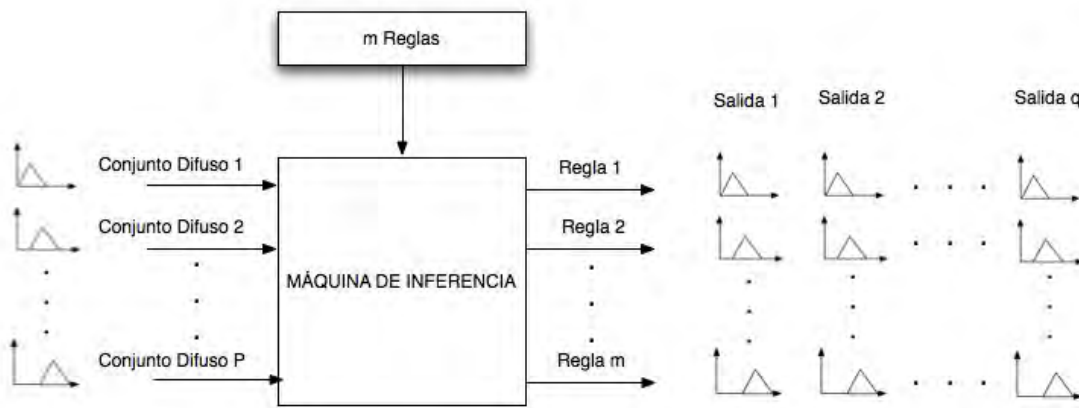 m Reglas
Salida 1
Salida 2
Salida q
Conjunto Difuso 1
Regla 1
Conjunto Difuso 2
Regla 2
MÁQUINA DE INFERENCIA
Conjunto Difuso P
Regla m